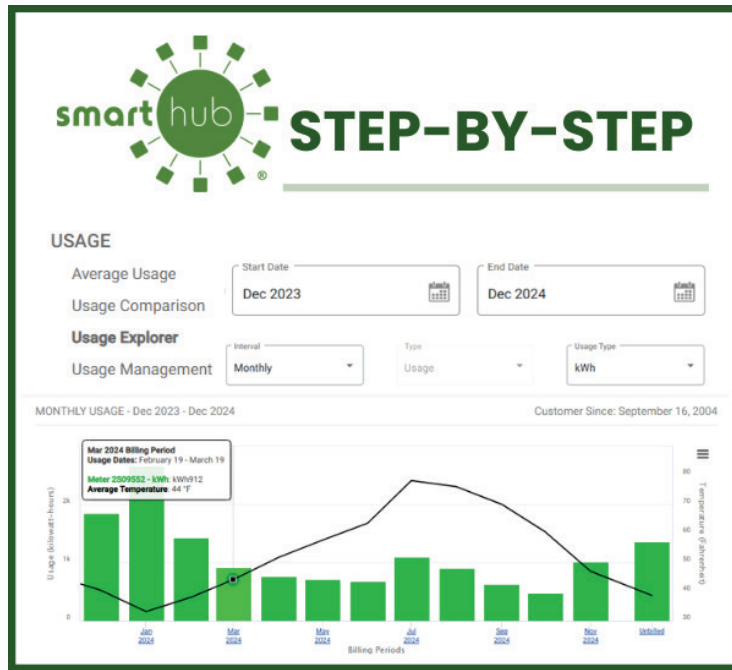 smart hub
®
STEP-BY-STEP
USAGE
Average Usage
Usage Comparison
Usage Explorer
Usage Management
Start Date
Dec 2023
End Date
Dec 2024
Interval
Monthly
Type
Usage
Usage Type
kWh
MONTHLY USAGE - Dec 2023 - Dec 2024
Customer Since: September 16, 2004
Mar 2024 Billing Period
Usage Dates: February 19 - March 19
Meter 2509552 - kWh: kWh912
Average Temperature: 44 °F
Usage (kilowatt-hours)
2k
1k
0
80
70
60
50
40
30
Temperature (Fahrenheit)
Jan 2024
Mar 2024
May 2024
Jul 2024
Sep 2024
Nov 2024
Unbilled
Billing Periods